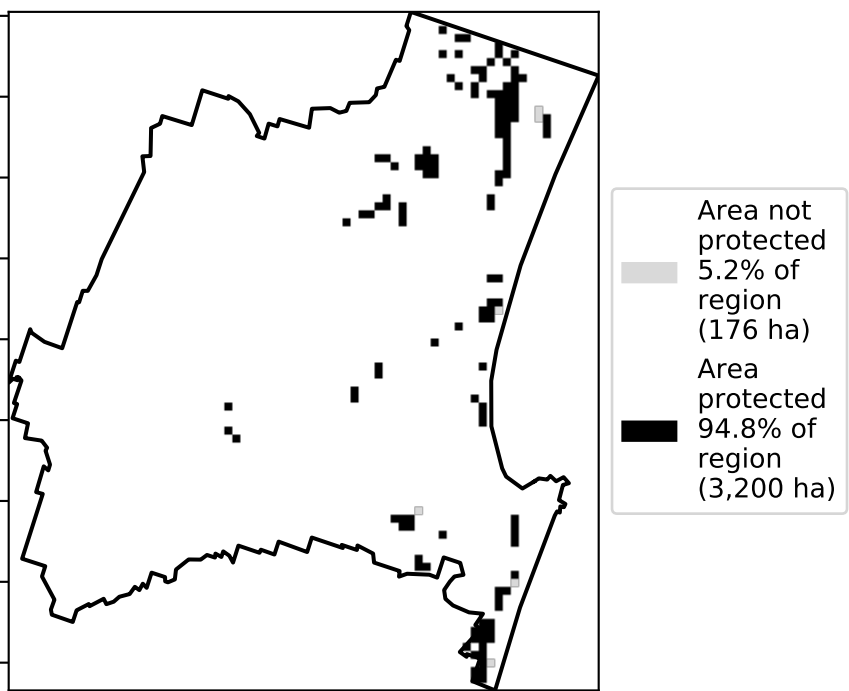 Area not
protected
5.2% of
region
(176 ha)
Area
protected
94.8% of
region
(3,200 ha)